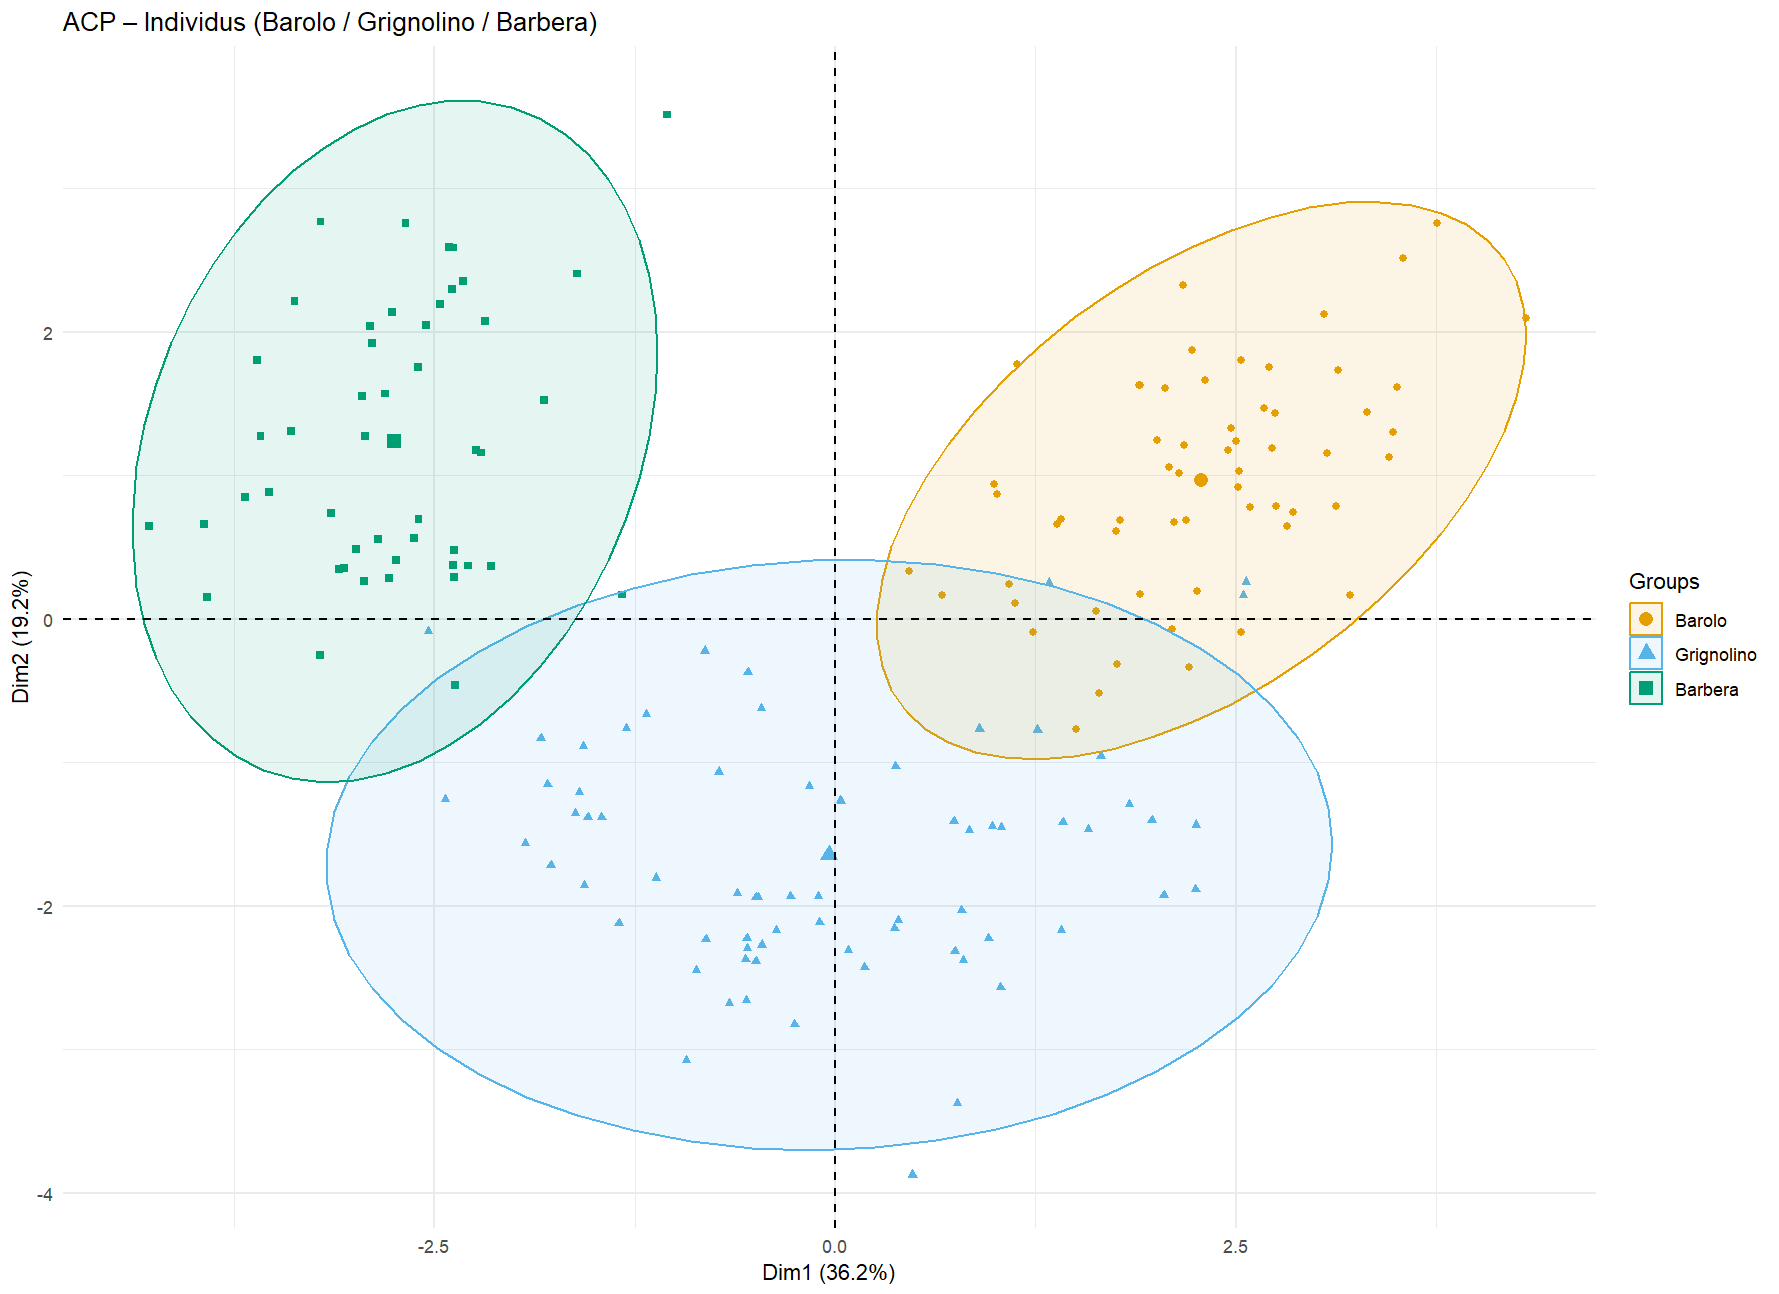 ACP – Individus (Barolo / Grignolino / Barbera)
Dim2 (19.2%)
2
0
-2
-4
-2.5
0.0
2.5
Dim1 (36.2%)
Groups
Barolo
Grignolino
Barbera